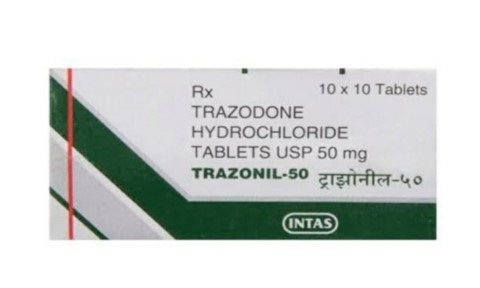 Rx 10 x 10 Tablets
TRAZODONE
HYDROCHLORIDE
TABLETS USP 50 mg
TRAZONIL-50 ट्राझोनील-५०
INTAS